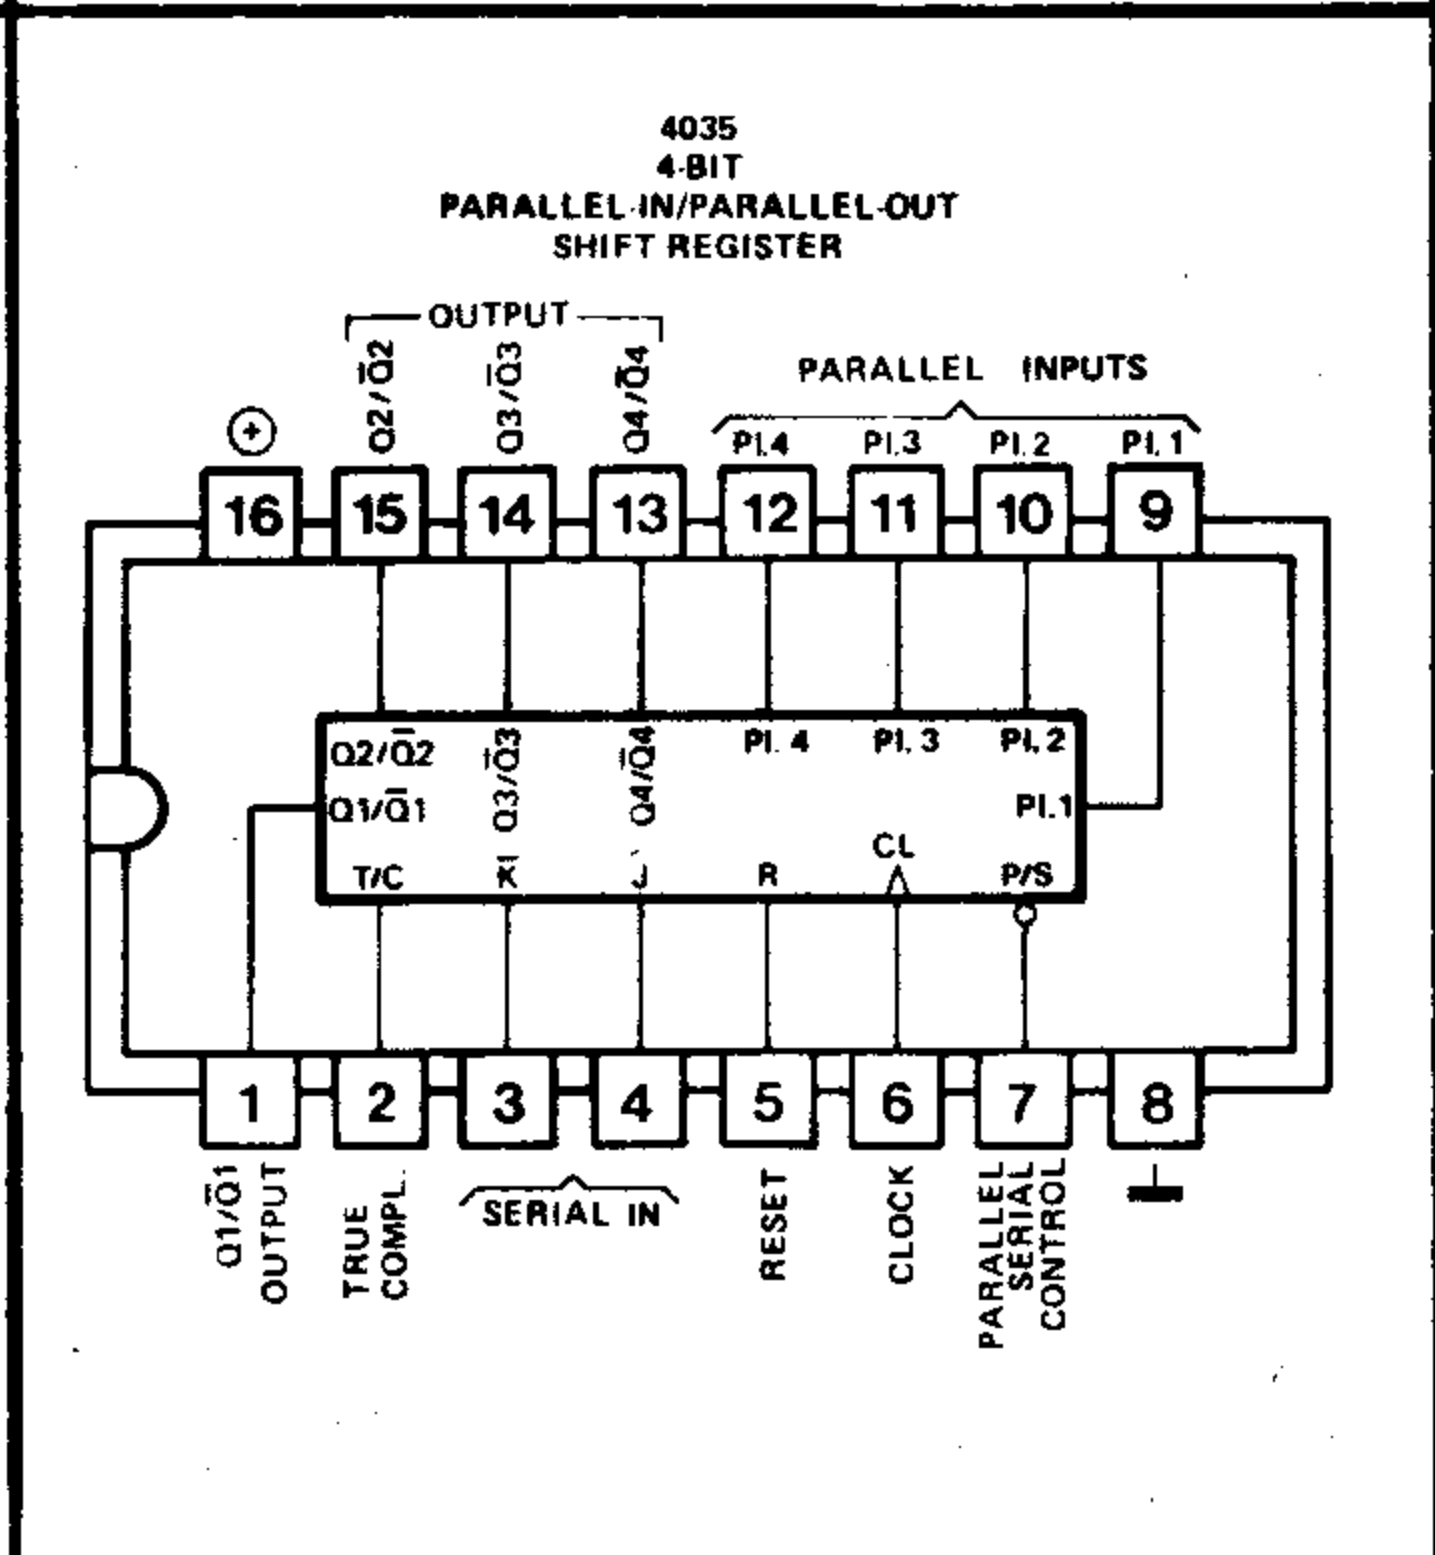 4035
4-BIT
PARALLEL-IN/PARALLEL-OUT
SHIFT REGISTER
OUTPUT
Q2/Q̅2
Q3/Q̅3
Q4/Q̅4
PARALLEL INPUTS
PI.4
PI.3
PI.2
PI.1
+
16
15
14
13
12
11
10
9
Q2/Q̅2
Q3/Q̅3
Q4/Q̅4
PI.4
PI.3
PI.2
Q1/Q̅1
PI.1
T/C
K̅
J
R
CL
P/S
1
2
3
4
5
6
7
8
Q1/Q̅1
OUTPUT
TRUE
COMPL.
SERIAL IN
RESET
CLOCK
PARALLEL
SERIAL
CONTROL